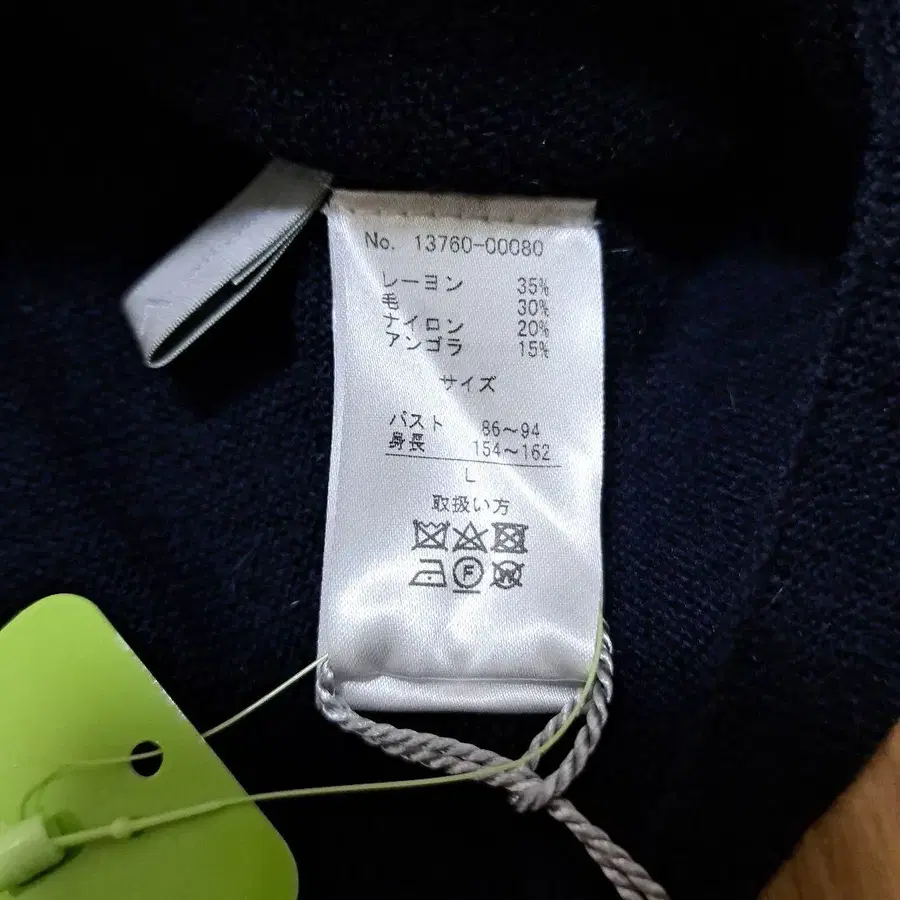 No. 13760-00080
レーヨン 35%
毛 30%
ナイロン 20%
アンゴラ 15%
サイズ
バスト 86～94
身長 154～162
L
取扱い方
F W